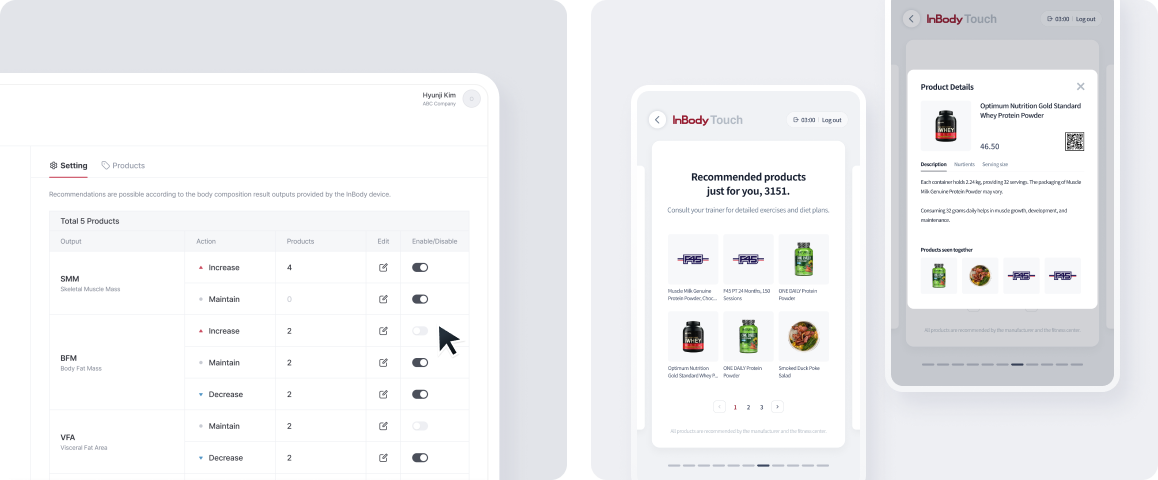 Hyunji Kim
ABC Company
Setting
Products
Recommendations are possible according to the body composition result outputs provided by the InBody device.
Total 5 Products
Output
Action
Products
Edit
Enable/Disable
SMM
Skeletal Muscle Mass
Increase
4
Maintain
0
BFM
Body Fat Mass
Increase
2
Maintain
2
Decrease
2
VFA
Visceral Fat Area
Maintain
2
Decrease
2
InBody Touch
03:00
Log out
Recommended products
just for you, 3151.
Consult your trainer for detailed exercises and diet plans.
F45
F45
Muscle Milk Genuine
Protein Powder, Choc...
F45 PT 24 Months, 150
Sessions
ONE DAILY Protein
Powder
WHEY
Optimum Nutrition
Gold Standard Whey P...
ONE DAILY Protein
Powder
Smoked Duck Poke
Salad
1 2 3
All products are recommended by the manufacturer and the fitness center.
InBody Touch
03:00
Log out
Product Details
WHEY
Optimum Nutrition Gold Standard
Whey Protein Powder
46.50
Description
Nutrients
Serving size
Each container holds 2.24 kg, providing 32 servings. The packaging of Muscle
Milk Genuine Protein Powder may vary.
Consuming 32 grams daily helps in muscle growth, development, and
maintenance.
Products seen together
F45
F45
All products are recommended by the manufacturer and the fitness center.